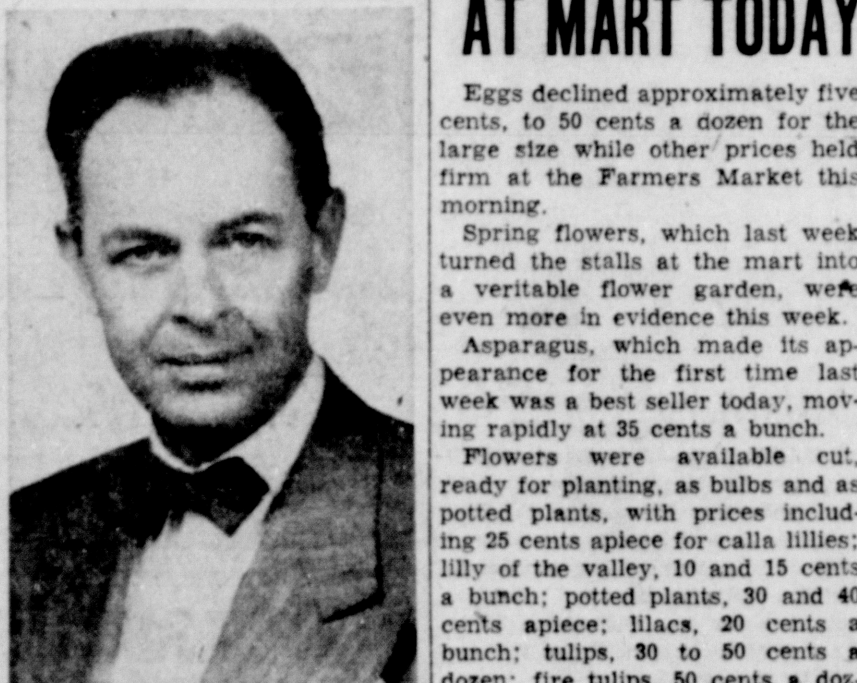 AT MART TODAY
Eggs declined approximately five
cents, to 50 cents a dozen for the
large size while other prices held
firm at the Farmers Market this
morning.
Spring flowers, which last week
turned the stalls at the mart into
a veritable flower garden, were
even more in evidence this week.
Asparagus, which made its ap-
pearance for the first time last
week was a best seller today, mov-
ing rapidly at 35 cents a bunch.
Flowers were available cut,
ready for planting, as bulbs and as
potted plants, with prices includ-
ing 25 cents apiece for calla lillies;
lilly of the valley, 10 and 15 cents
a bunch; potted plants, 30 and 40
cents apiece; lilacs, 20 cents a
bunch; tulips, 30 to 50 cents a
dozen; fire tulips, 50 cents a doz-